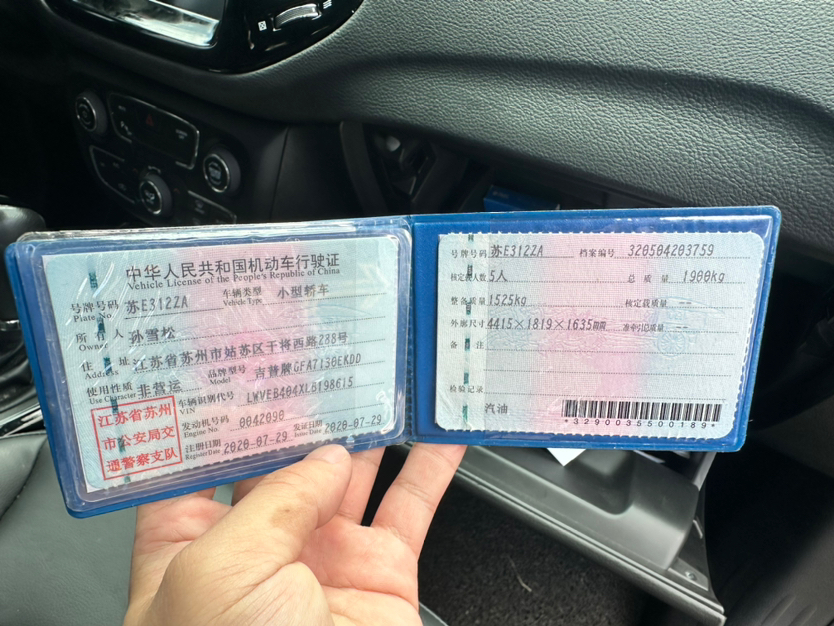 中华人民共和国机动车行驶证
Vehicle License of the People's Republic of China
号牌号码 苏E312ZA 车辆类型 小型轿车
Plate No. Vehicle Type
所有人 孙雪松
Owner
住址 江苏省苏州市姑苏区干将西路288号
Address
使用性质 非营运 品牌型号 吉普牌GFA7130EKDD
Use Character Model
江苏省苏州
市公安局交
通警察支队
车辆识别代号 LWVEB404XLB198615
VIN
发动机号码 0042090
Engine No.
注册日期 2020-07-29 发证日期 2020-07-29
Register Date Issue Date
号牌号码 苏E312ZA 档案编号 320504203759
核定载人数 5人 总质量 1900kg
整备质量 1525kg 核定载质量 --
外廓尺寸 4415×1819×1635mm 准牵引总质量 --
备注
检验记录
汽油
*3290035500189*